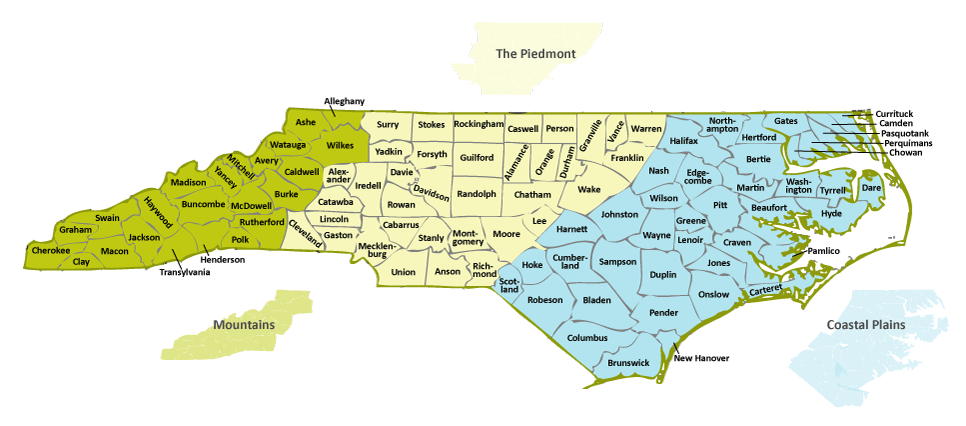 The Piedmont
Alleghany
Ashe
Surry
Stokes
Rockingham
Caswell
Person
Granville
Vance
Warren
North-
ampton
Gates
Currituck
Camden
Pasquotank
Perquimans
Chowan
Watauga
Wilkes
Halifax
Hertford
Yadkin
Forsyth
Guilford
Alamance
Orange
Durham
Franklin
Bertie
Mitchell
Avery
Yancey
Caldwell
Alex-
ander
Iredell
Davie
Nash
Edge-
combe
Martin
Wash-
ington
Tyrrell
Dare
Madison
Burke
Davidson
Randolph
Chatham
Wake
Wilson
Pitt
Beaufort
Hyde
Haywood
Buncombe
McDowell
Catawba
Rowan
Swain
Rutherford
Lincoln
Cabarrus
Lee
Johnston
Greene
Graham
Jackson
Polk
Cleveland
Gaston
Stanly
Mont-
gomery
Moore
Harnett
Wayne
Lenoir
Craven
Pamlico
Cherokee
Macon
Clay
Henderson
Transylvania
Mecklen-
burg
Union
Anson
Rich-
mond
Scot-
land
Hoke
Cumber-
land
Sampson
Duplin
Jones
Carteret
Onslow
Robeson
Bladen
Pender
Columbus
Brunswick
New Hanover
Mountains
Coastal Plains